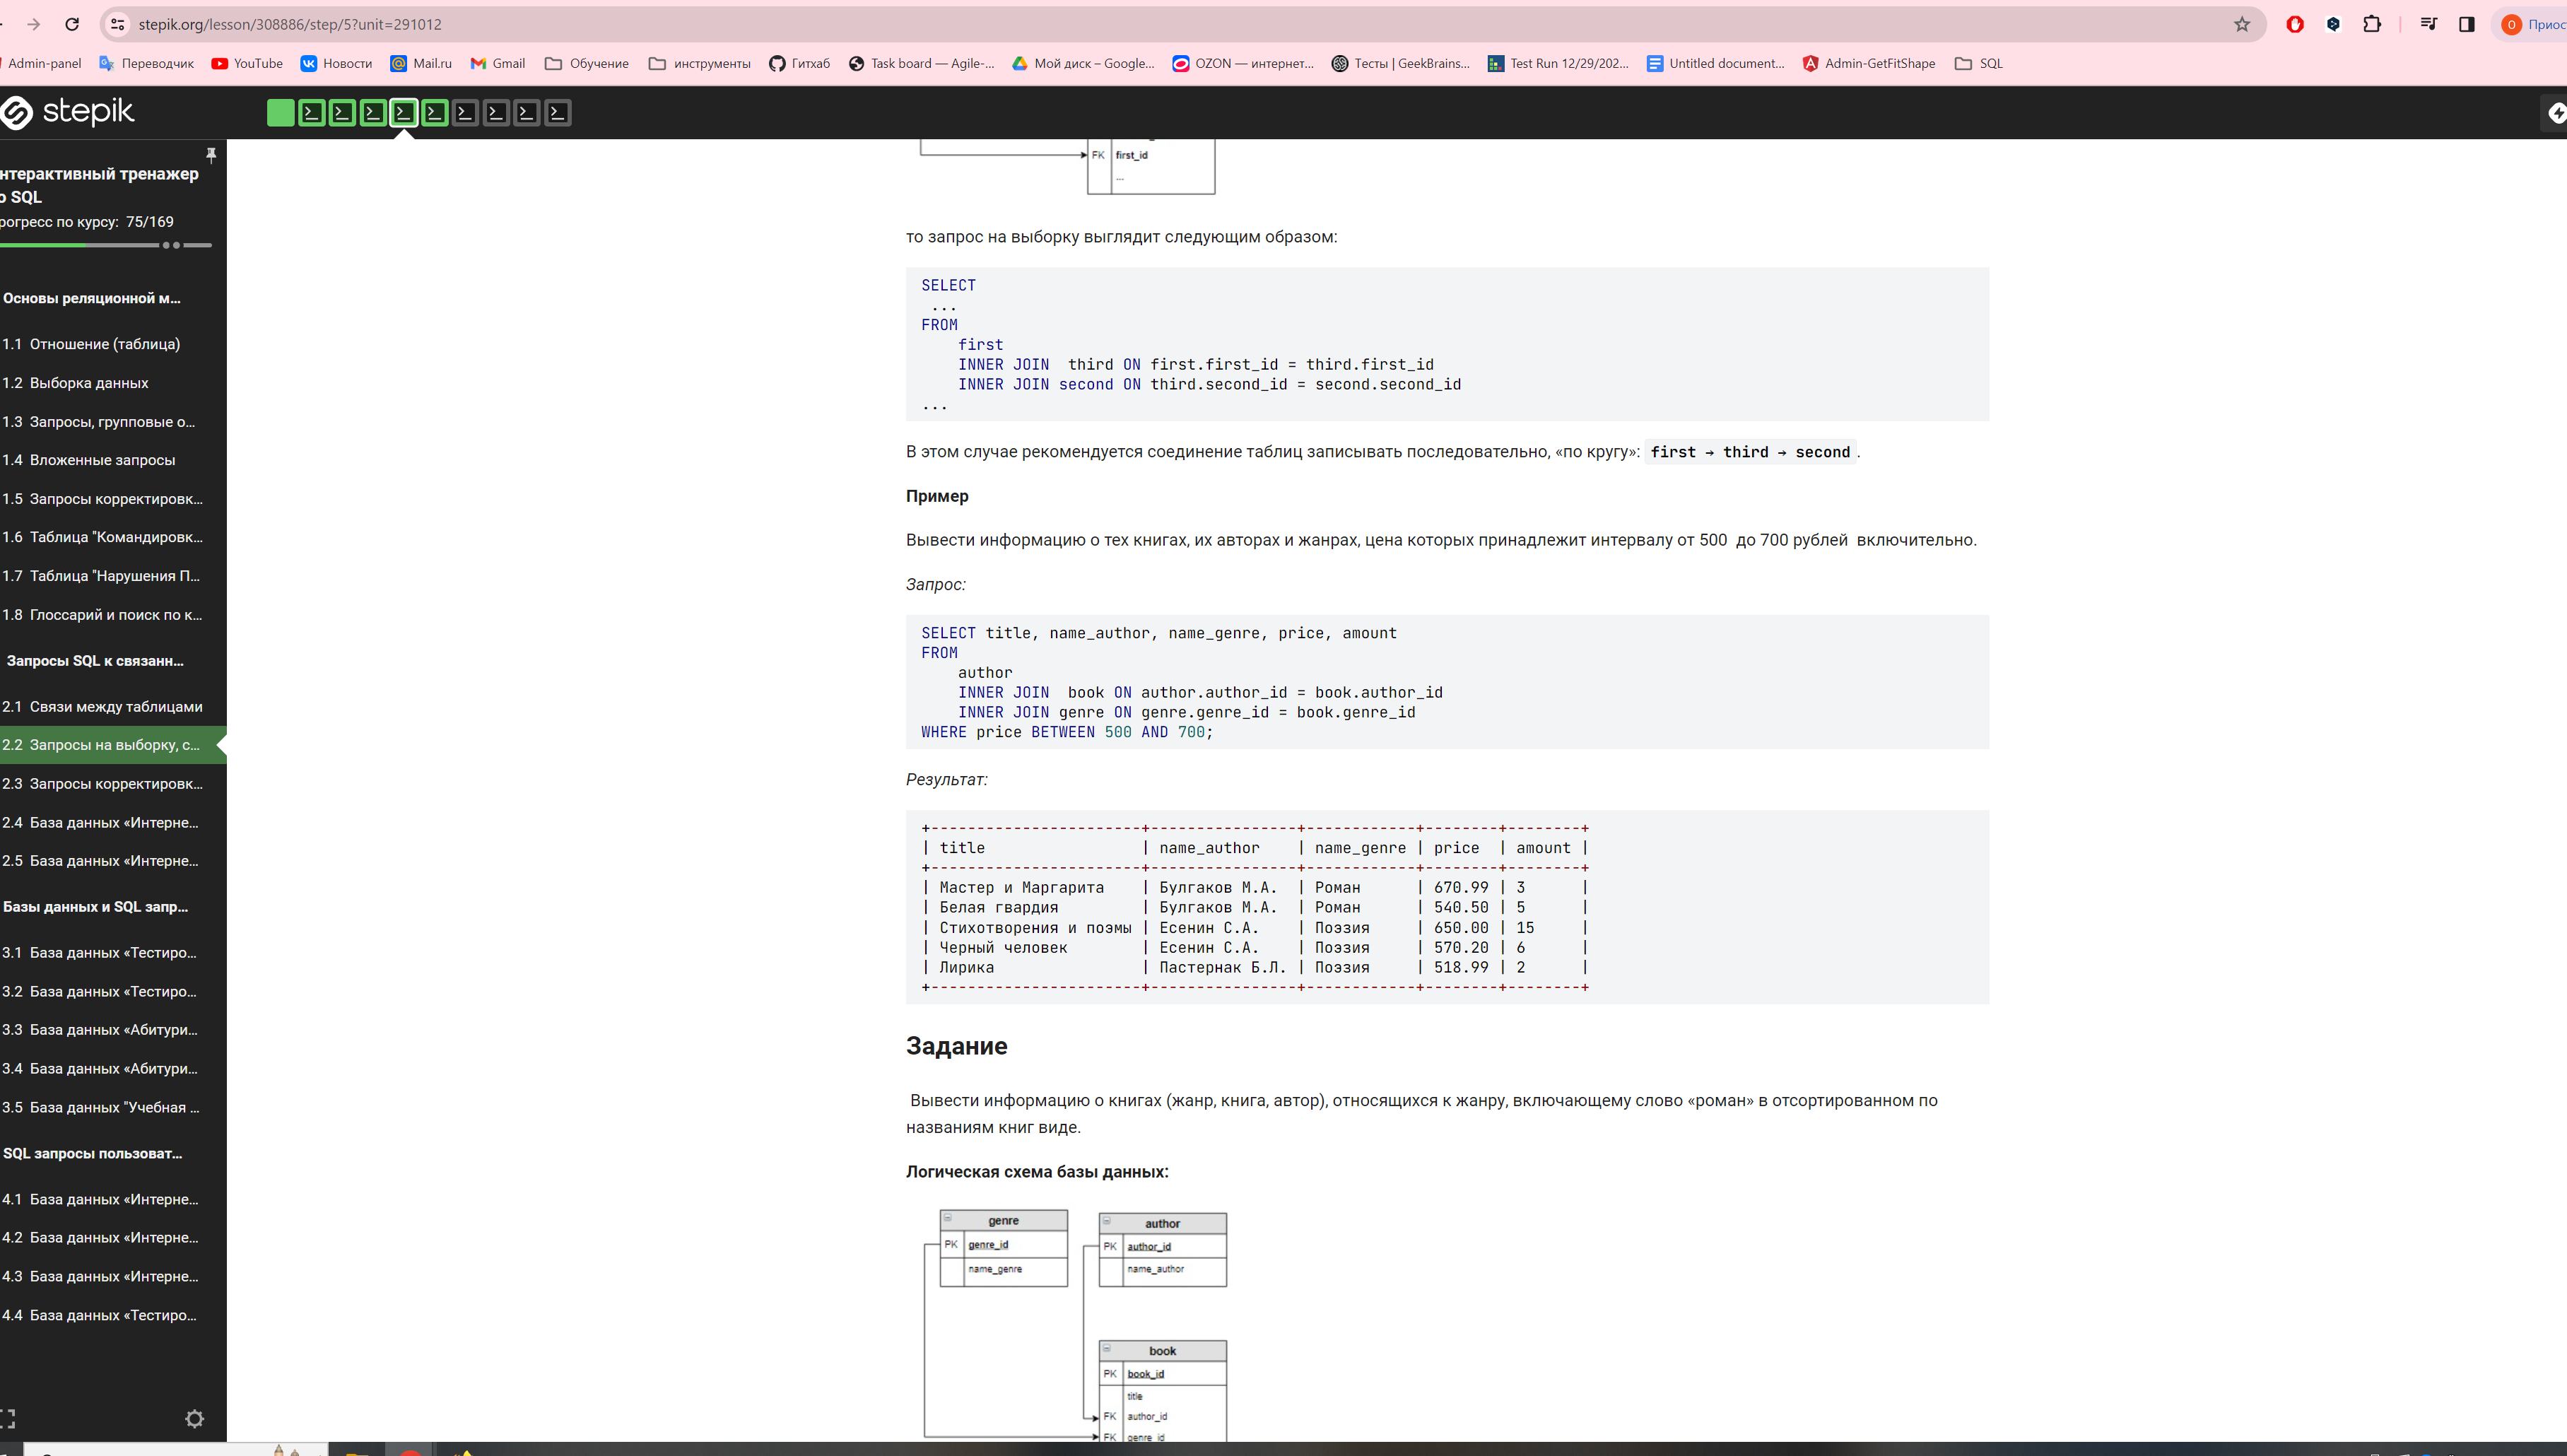 stepik.org/lesson/308886/step/5?unit=291012
О Приос
Admin-panel Переводчик YouTube Новости Mail.ru Gmail Обучение инструменты Гитхаб Task board — Agile-... Мой диск – Google... OZON — интернет... Тесты | GeekBrains... Test Run 12/29/202... Untitled document... Admin-GetFitShape SQL
stepik
нтерактивный тренажер
о SQL
рогресс по курсу: 75/169
Основы реляционной м...
1.1 Отношение (таблица)
1.2 Выборка данных
1.3 Запросы, групповые о...
1.4 Вложенные запросы
1.5 Запросы корректировк...
1.6 Таблица "Командировк...
1.7 Таблица "Нарушения П...
1.8 Глоссарий и поиск по к...
Запросы SQL к связанн...
2.1 Связи между таблицами
2.2 Запросы на выборку, с...
2.3 Запросы корректировк...
2.4 База данных «Интерне...
2.5 База данных «Интерне...
Базы данных и SQL запр...
3.1 База данных «Тестиро...
3.2 База данных «Тестиро...
3.3 База данных «Абитури...
3.4 База данных «Абитури...
3.5 База данных "Учебная ...
SQL запросы пользоват...
4.1 База данных «Интерне...
4.2 База данных «Интерне...
4.3 База данных «Интерне...
4.4 База данных «Тестиро...
FK first_id
...
то запрос на выборку выглядит следующим образом:
SELECT
...
FROM
first
INNER JOIN  third ON first.first_id = third.first_id
INNER JOIN second ON third.second_id = second.second_id
...
В этом случае рекомендуется соединение таблиц записывать последовательно, «по кругу»: first → third → second .
Пример
Вывести информацию о тех книгах, их авторах и жанрах, цена которых принадлежит интервалу от 500  до 700 рублей  включительно.
Запрос:
SELECT title, name_author, name_genre, price, amount
FROM
author
INNER JOIN  book ON author.author_id = book.author_id
INNER JOIN genre ON genre.genre_id = book.genre_id
WHERE price BETWEEN 500 AND 700;
Результат:
+-----------------------+----------------+------------+--------+--------+
| title                 | name_author    | name_genre | price  | amount |
+-----------------------+----------------+------------+--------+--------+
| Мастер и Маргарита    | Булгаков М.А.  | Роман      | 670.99 | 3      |
| Белая гвардия         | Булгаков М.А.  | Роман      | 540.50 | 5      |
| Стихотворения и поэмы | Есенин С.А.    | Поэзия     | 650.00 | 15     |
| Черный человек        | Есенин С.А.    | Поэзия     | 570.20 | 6      |
| Лирика                | Пастернак Б.Л. | Поэзия     | 518.99 | 2      |
+-----------------------+----------------+------------+--------+--------+
Задание
Вывести информацию о книгах (жанр, книга, автор), относящихся к жанру, включающему слово «роман» в отсортированном по
названиям книг виде.
Логическая схема базы данных:
genre
PK genre_id
name_genre
author
PK author_id
name_author
book
PK book_id
title
FK author_id
FK genre_id